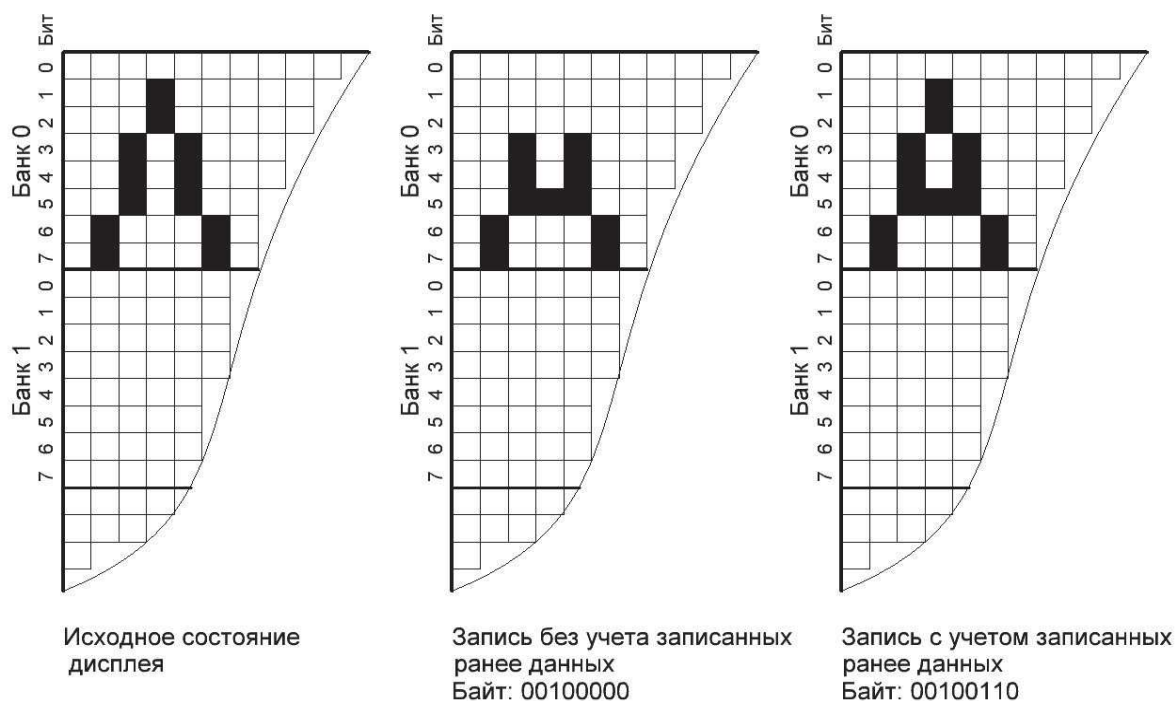 Бит
Банк 0
0 1 2 3 4 5 6 7
Банк 1
0 1 2 3 4 5 6 7
Исходное состояние
дисплея
Бит
Банк 0
0 1 2 3 4 5 6 7
Банк 1
0 1 2 3 4 5 6 7
Запись без учета записанных
ранее данных
Байт: 00100000
Бит
Банк 0
0 1 2 3 4 5 6 7
Банк 1
0 1 2 3 4 5 6 7
Запись с учетом записанных
ранее данных
Байт: 00100110